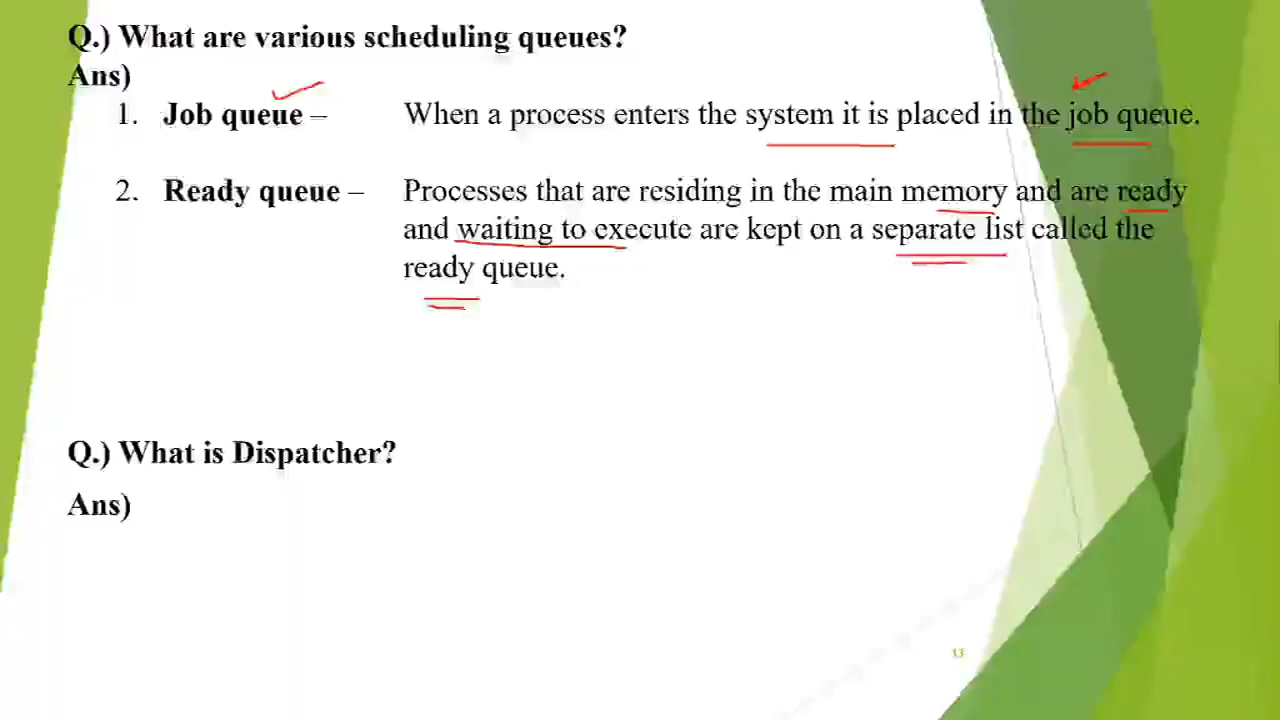 Q.) What are various scheduling queues?
Ans)
1. Job queue – When a process enters the system it is placed in the job queue.
2. Ready queue – Processes that are residing in the main memory and are ready
and waiting to execute are kept on a separate list called the
ready queue.
Q.) What is Dispatcher?
Ans)
13